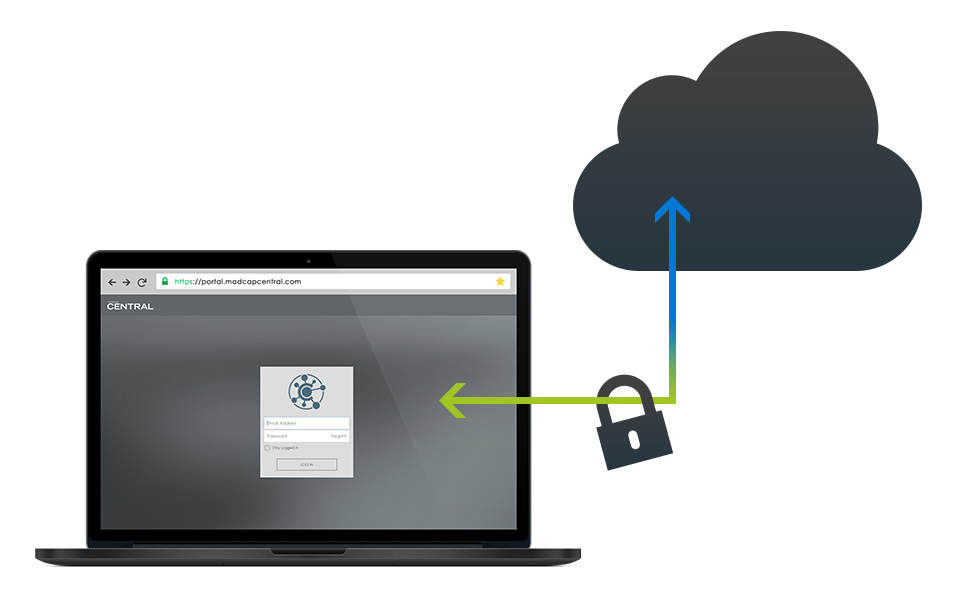 https://portal.madcapcentral.com
CENTRAL
Email Address
Password Forgot?
Stay Logged In
LOG IN